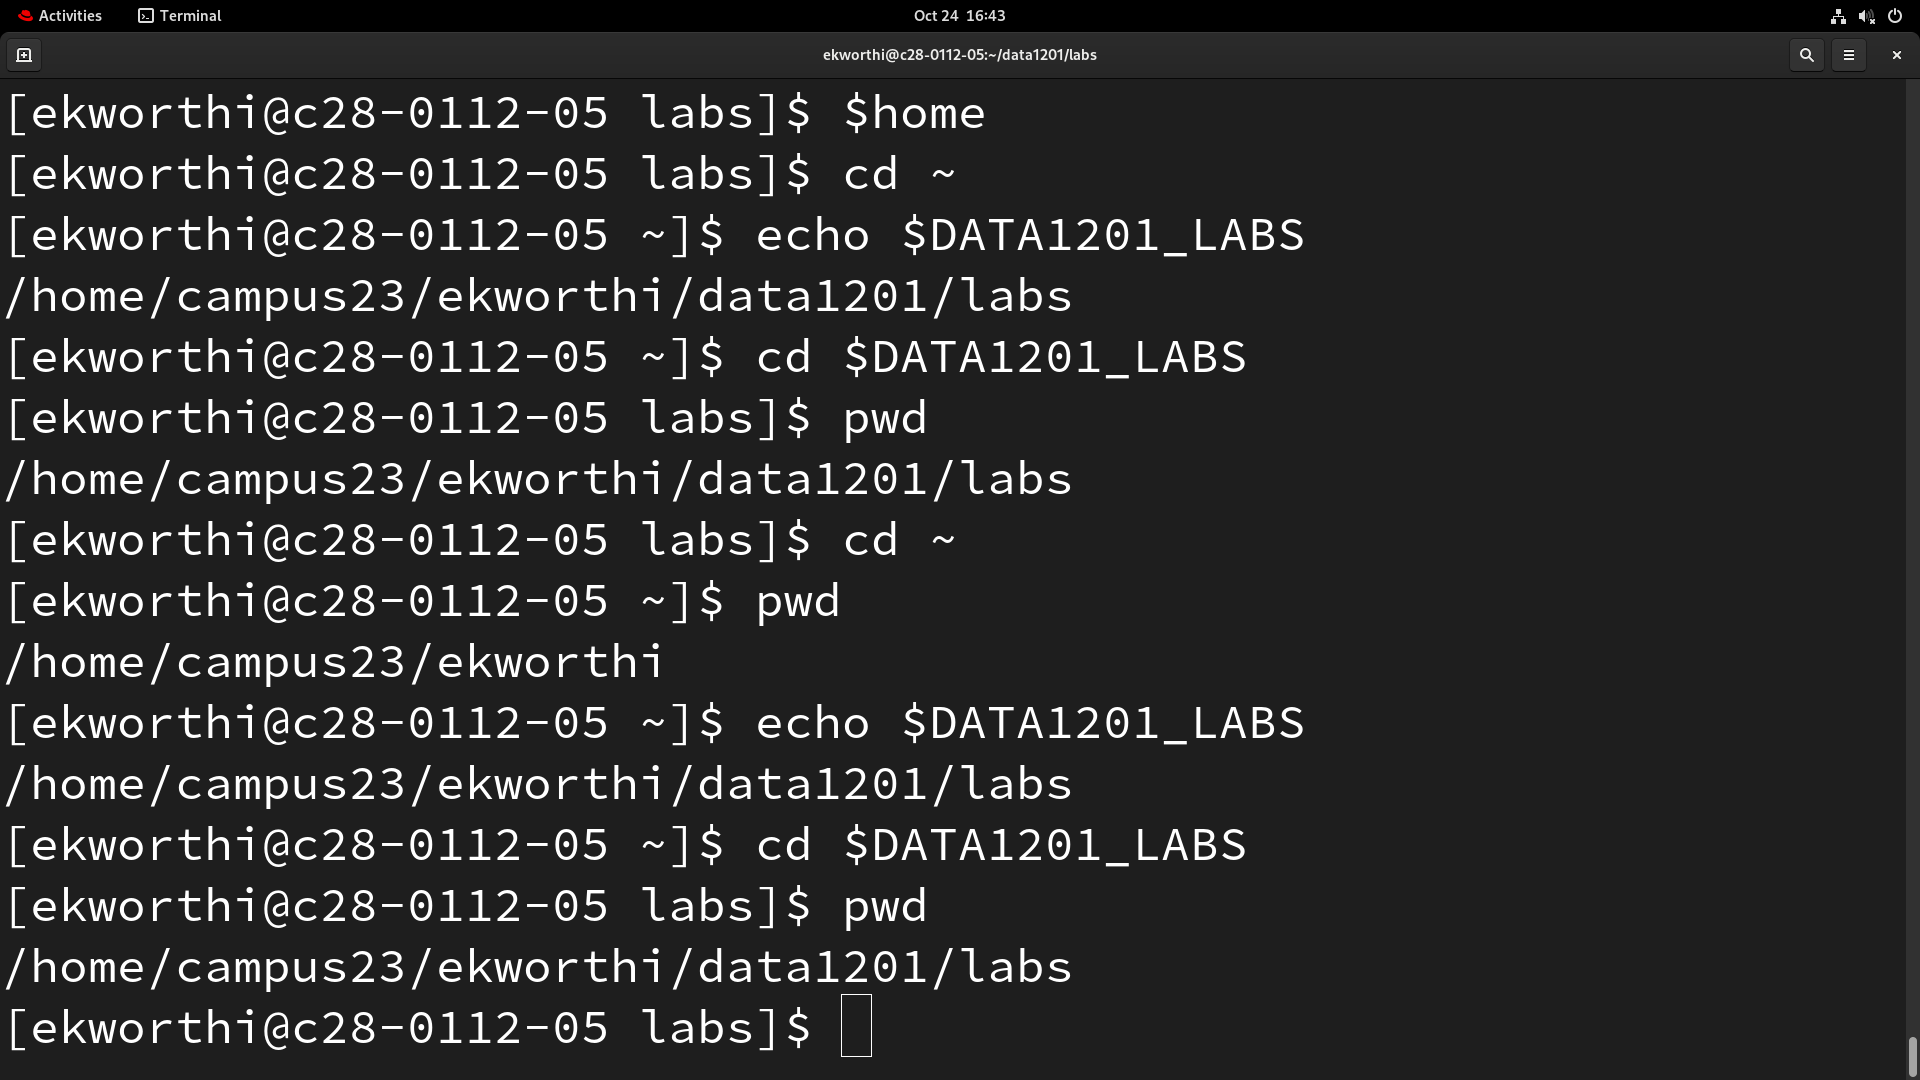 Activities Terminal Oct 24 16:43
ekworthi@c28-0112-05:~/data1201/labs
[ekworthi@c28-0112-05 labs]$ $home
[ekworthi@c28-0112-05 labs]$ cd ~
[ekworthi@c28-0112-05 ~]$ echo $DATA1201_LABS
/home/campus23/ekworthi/data1201/labs
[ekworthi@c28-0112-05 ~]$ cd $DATA1201_LABS
[ekworthi@c28-0112-05 labs]$ pwd
/home/campus23/ekworthi/data1201/labs
[ekworthi@c28-0112-05 labs]$ cd ~
[ekworthi@c28-0112-05 ~]$ pwd
/home/campus23/ekworthi
[ekworthi@c28-0112-05 ~]$ echo $DATA1201_LABS
/home/campus23/ekworthi/data1201/labs
[ekworthi@c28-0112-05 ~]$ cd $DATA1201_LABS
[ekworthi@c28-0112-05 labs]$ pwd
/home/campus23/ekworthi/data1201/labs
[ekworthi@c28-0112-05 labs]$